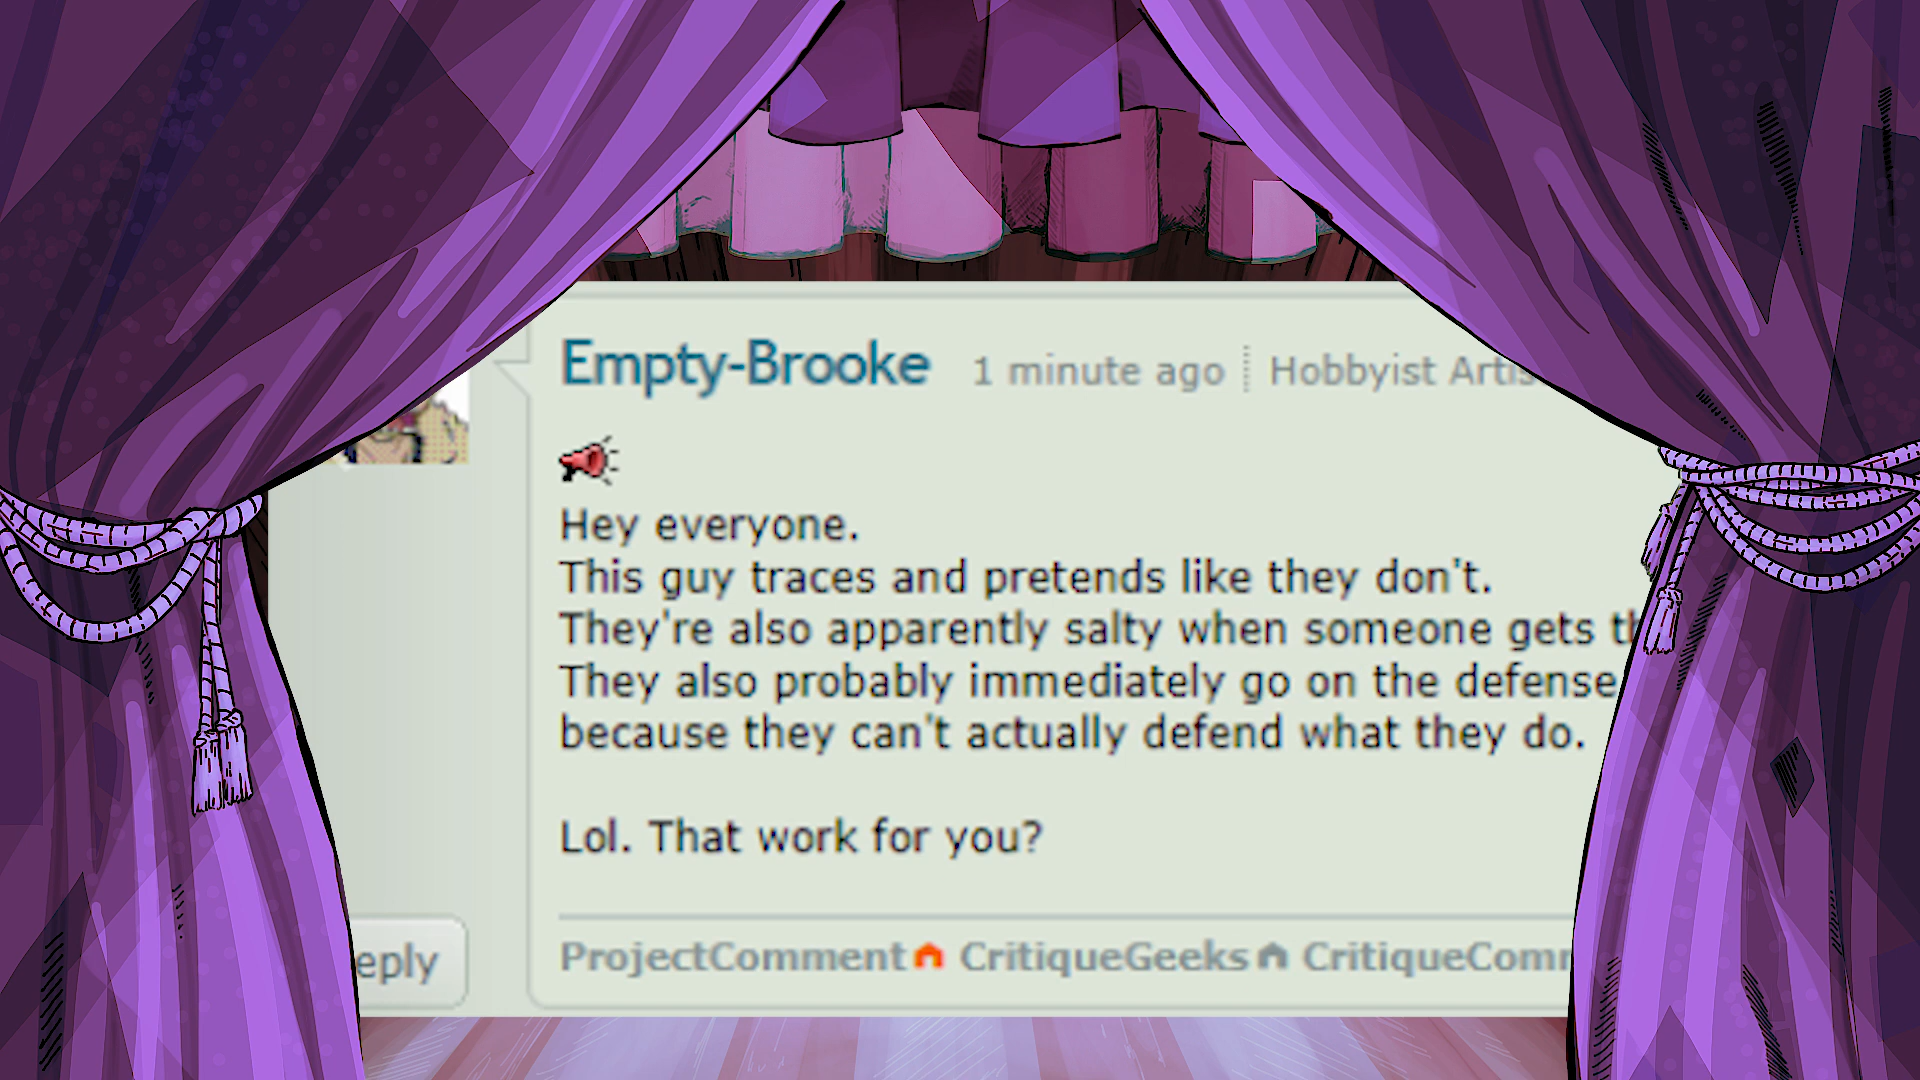 Empty-Brooke 1 minute ago Hobbyist
Hey everyone.
This guy traces and pretends like they don't.
They're also apparently salty when someone gets
They also probably immediately go on the defense
because they can't actually defend what they do.
Lol. That work for you?
eply
ProjectComment CritiqueGeeks